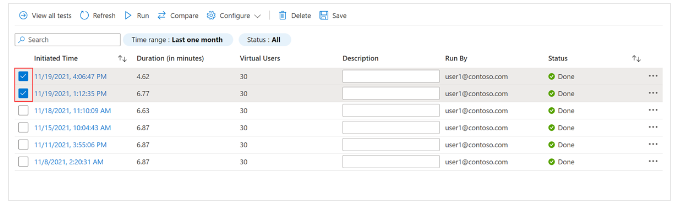 View all tests Refresh Run Compare Configure Delete Save
Search Time range : Last one month Status : All
Initiated Time Duration (in minutes) Virtual Users Description Run By Status
11/19/2021, 4:06:47 PM 4.62 30 user1@contoso.com Done ...
11/19/2021, 1:12:35 PM 6.77 30 user1@contoso.com Done ...
11/18/2021, 11:10:09 AM 6.63 30 user1@contoso.com Done ...
11/15/2021, 10:04:43 AM 6.87 30 user1@contoso.com Done ...
11/11/2021, 3:55:06 PM 6.87 30 user1@contoso.com Done ...
11/8/2021, 2:20:31 AM 6.87 30 user1@contoso.com Done ...